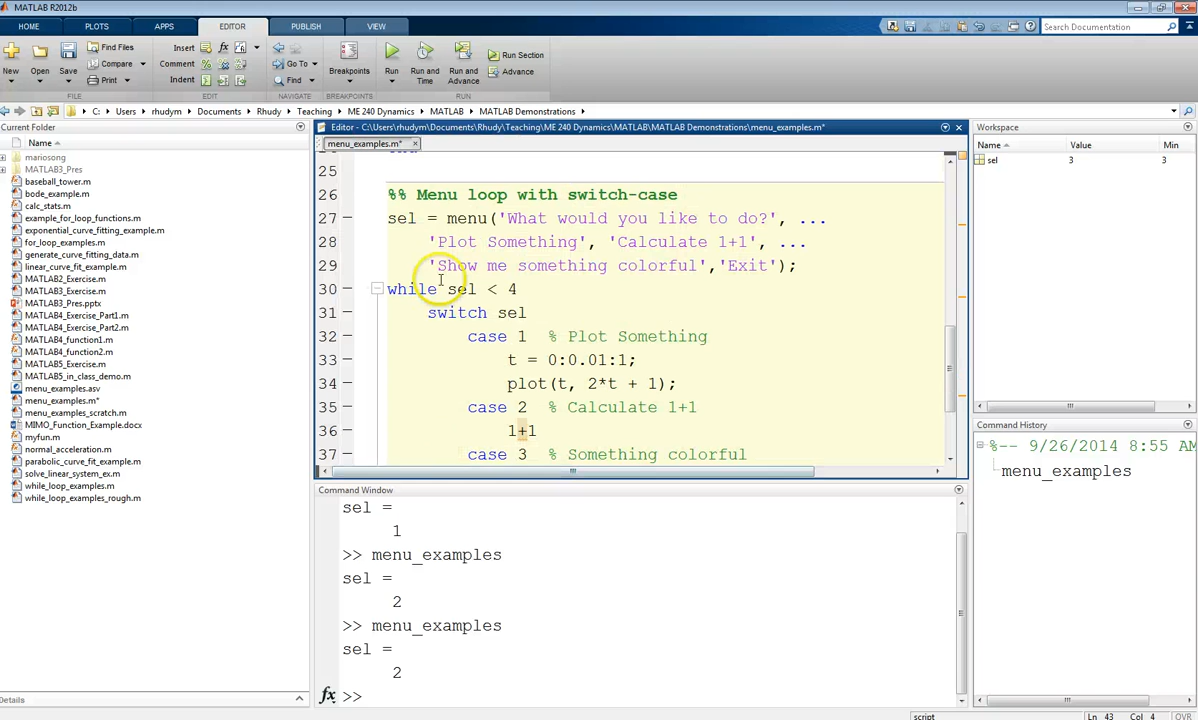 MATLAB R2012b
HOME PLOTS APPS EDITOR PUBLISH VIEW
Search Documentation
New Open Save Find Files Compare Print
Insert Comment Indent
Go To Find
Breakpoints Run Run and Time Run and Advance Run Section Advance
FILE EDIT NAVIGATE BREAKPOINTS RUN
C: Users rhudym Documents Rhudy Teaching ME 240 Dynamics MATLAB MATLAB Demonstrations
Current Folder
Name
mariosong
MATLAB3_Pres
baseball_tower.m
bode_example.m
calc_stats.m
example_for_loop_functions.m
exponential_curve_fitting_example.m
for_loop_examples.m
generate_curve_fitting_data.m
linear_curve_fit_example.m
MATLAB2_Exercise.m
MATLAB3_Exercise.m
MATLAB3_Pres.pptx
MATLAB4_Exercise_Part1.m
MATLAB4_Exercise_Part2.m
MATLAB4_function1.m
MATLAB4_function2.m
MATLAB5_Exercise.m
MATLAB5_in_class_demo.m
menu_examples.asv
menu_examples.m*
menu_examples_scratch.m
MIMO_Function_Example.docx
myfun.m
normal_acceleration.m
parabolic_curve_fit_example.m
solve_linear_system_ex.m
while_loop_examples.m
while_loop_examples_rough.m
Details
Editor - C:\Users\rhudym\Documents\Rhudy\Teaching\ME 240 Dynamics\MATLAB\MATLAB Demonstrations\menu_examples.m*
menu_examples.m*
25
26 %% Menu loop with switch-case
27 sel = menu('What would you like to do?', ...
28 'Plot Something', 'Calculate 1+1', ...
29 'Show me something colorful','Exit');
30 while sel < 4
31 switch sel
32 case 1 % Plot Something
33 t = 0:0.01:1;
34 plot(t, 2*t + 1);
35 case 2 % Calculate 1+1
36 1+1
37 case 3 % Something colorful
Command Window
sel =
1
>> menu_examples
sel =
2
>> menu_examples
sel =
2
fx >>
Workspace
Name Value Min
sel 3 3
Command History
%-- 9/26/2014 8:55 AM
menu_examples
script Ln 43 Col 4 OVR